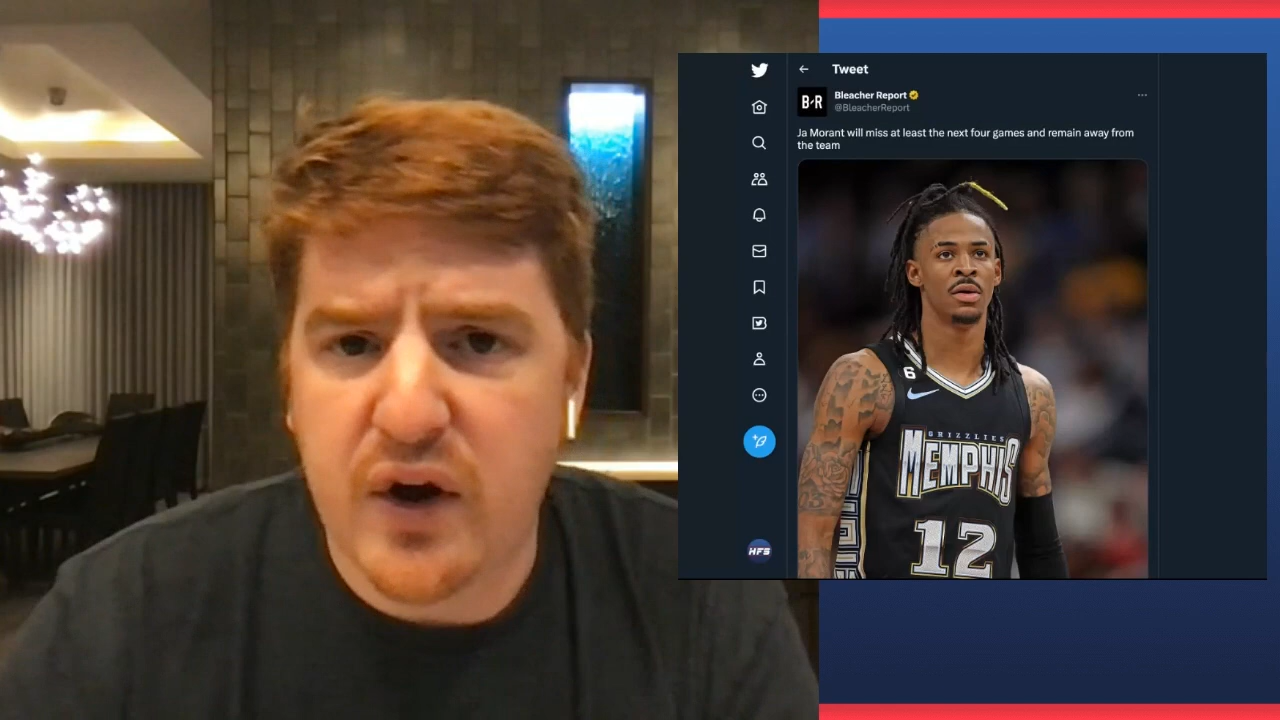 Tweet
B/R
Bleacher Report
@BleacherReport
Ja Morant will miss at least the next four games and remain away from
the team
6
GRIZZLIES
MEMPHIS
12
HFS